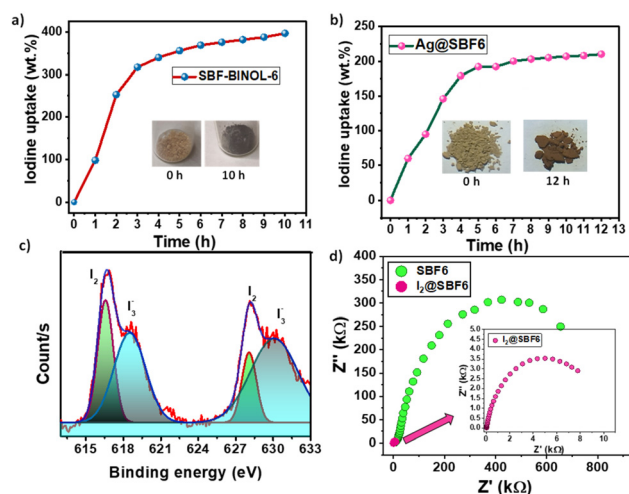 a)
Iodine uptake (wt.%)
400
300
200
100
0
SBF-BINOL-6
0 h
10 h
0 1 2 3 4 5 6 7 8 9 10 11
Time (h)
b)
Iodine uptake (wt.%)
250
200
150
100
50
0
Ag@SBF6
0 h
12 h
0 1 2 3 4 5 6 7 8 9 10 11 12 13
Time (h)
c)
Count/s
I2
I3-
I2
I3-
615 618 621 624 627 630 633
Binding energy (eV)
d)
Z'' (kΩ)
400
350
300
250
200
150
100
50
0
SBF6
I2@SBF6
Z'' (kΩ)
5.0
4.5
4.0
3.5
3.0
2.5
2.0
1.5
1.0
0.5
0.0
I2@SBF6
0 2 4 6 8 10
Z' (kΩ)
0 200 400 600 800
Z' (kΩ)